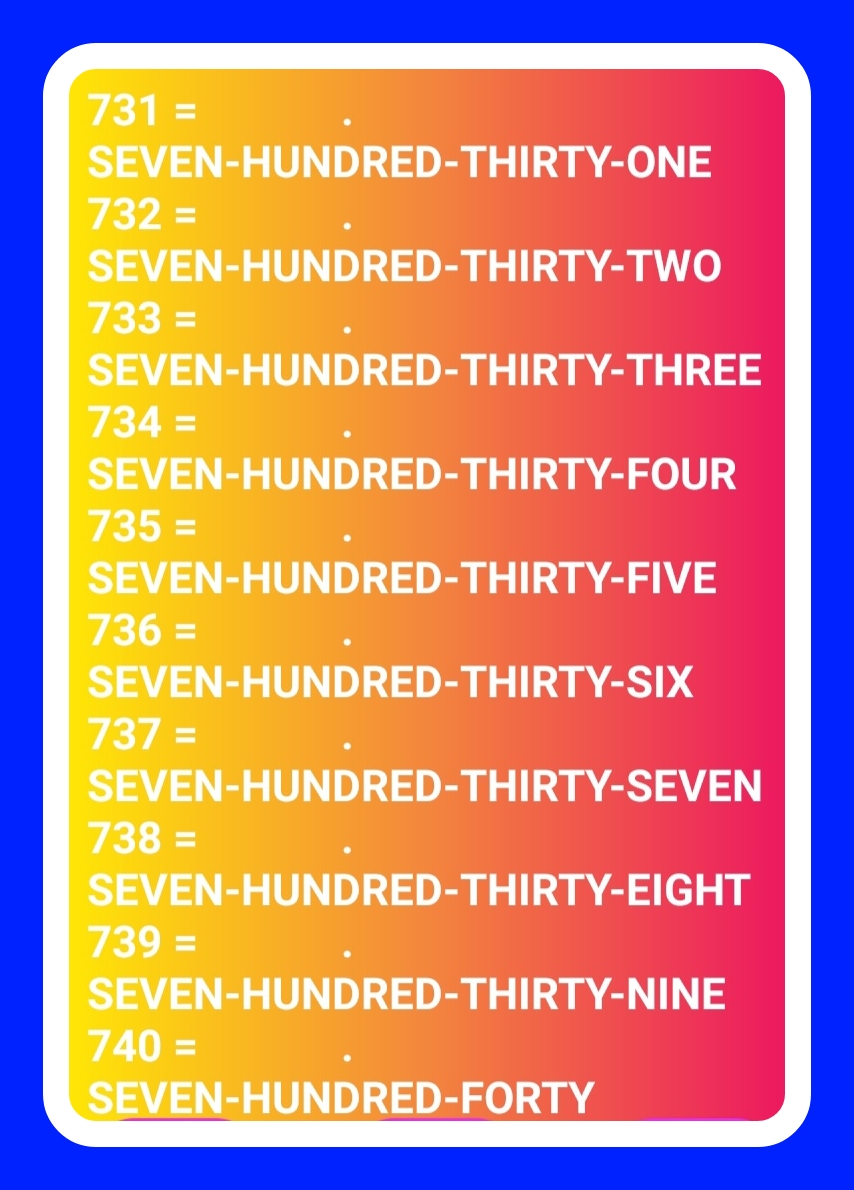 731 = .
SEVEN-HUNDRED-THIRTY-ONE
732 = .
SEVEN-HUNDRED-THIRTY-TWO
733 = .
SEVEN-HUNDRED-THIRTY-THREE
734 = .
SEVEN-HUNDRED-THIRTY-FOUR
735 = .
SEVEN-HUNDRED-THIRTY-FIVE
736 = .
SEVEN-HUNDRED-THIRTY-SIX
737 = .
SEVEN-HUNDRED-THIRTY-SEVEN
738 = .
SEVEN-HUNDRED-THIRTY-EIGHT
739 = .
SEVEN-HUNDRED-THIRTY-NINE
740 = .
SEVEN-HUNDRED-FORTY